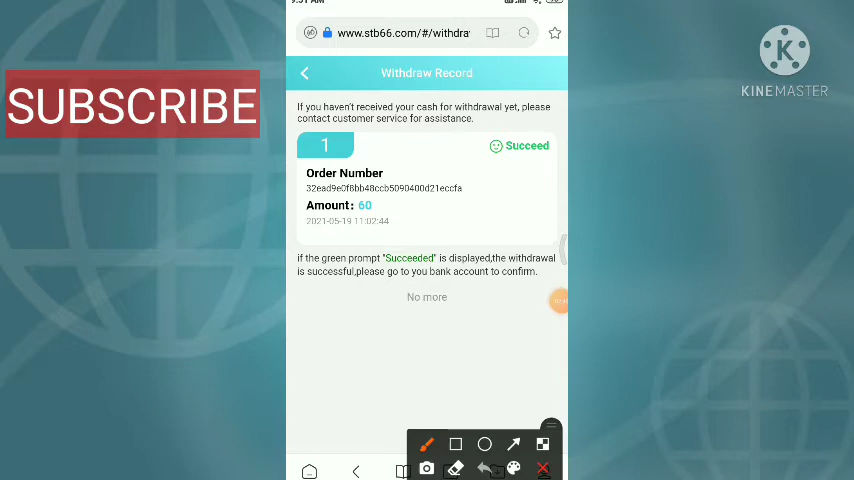 SUBSCRIBE
www.stb66.com/#/withdra
Withdraw Record
If you haven't received your cash for withdrawal yet, please
contact customer service for assistance.
1
Succeed
Order Number
32ead9e0f8bb48ccb5090400d21eccfa
Amount: 60
2021-05-19 11:02:44
if the green prompt "Succeeded" is displayed,the withdrawal
is successful,please go to you bank account to confirm.
No more
K
KINEMASTER